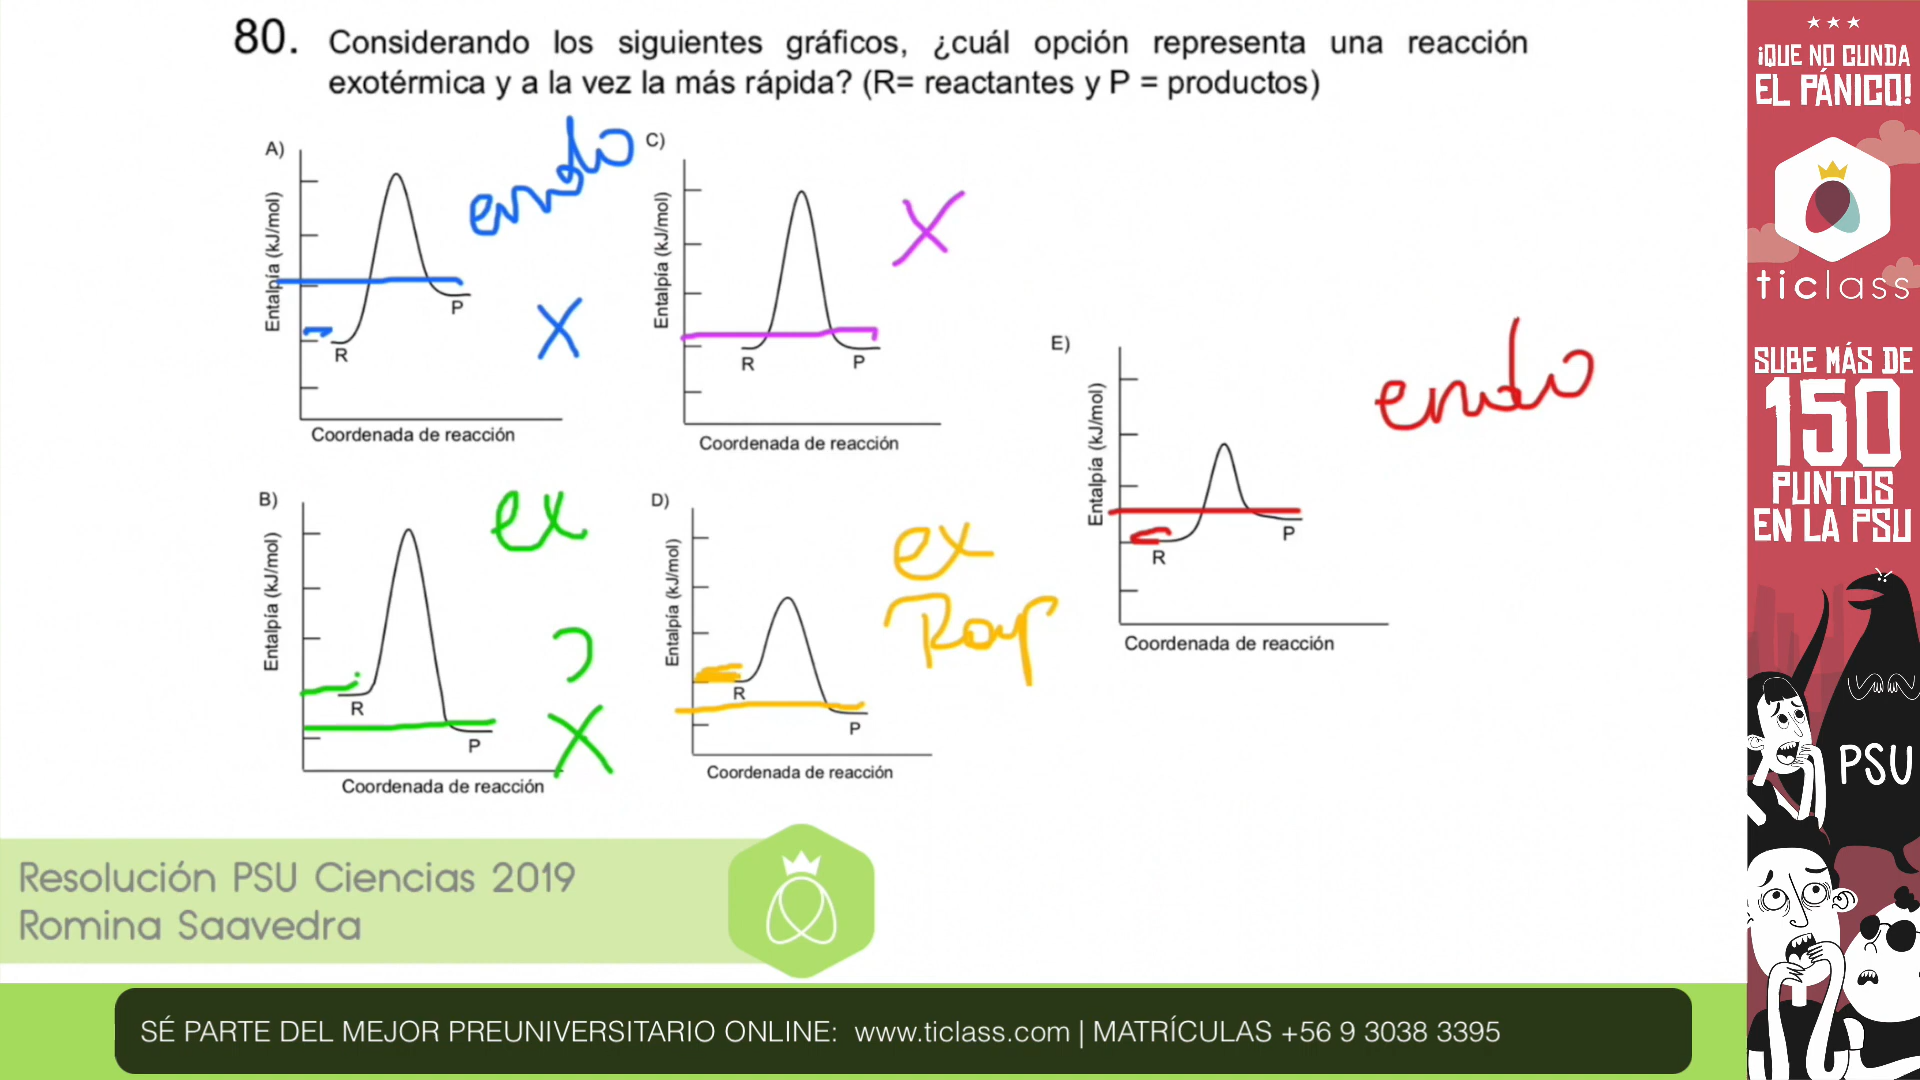 80. Considerando los siguientes gráficos, ¿cuál opción representa una reacción
exotérmica y a la vez la más rápida? (R= reactantes y P = productos)
A)
Entalpía (kJ/mol)
R
P
Coordenada de reacción
endo
X
C)
Entalpía (kJ/mol)
R
P
Coordenada de reacción
X
B)
Entalpía (kJ/mol)
R
P
Coordenada de reacción
ex
X
D)
Entalpía (kJ/mol)
R
P
Coordenada de reacción
ex
E)
Entalpía (kJ/mol)
R
P
Coordenada de reacción
endo
Resolución PSU Ciencias 2019
Romina Saavedra
SÉ PARTE DEL MEJOR PREUNIVERSITARIO ONLINE: www.ticlass.com | MATRÍCULAS +56 9 3038 3395
¡QUE NO CUNDA
EL PÁNICO!
ticlass
SUBE MÁS DE
150
PUNTOS
EN LA PSU
PSU